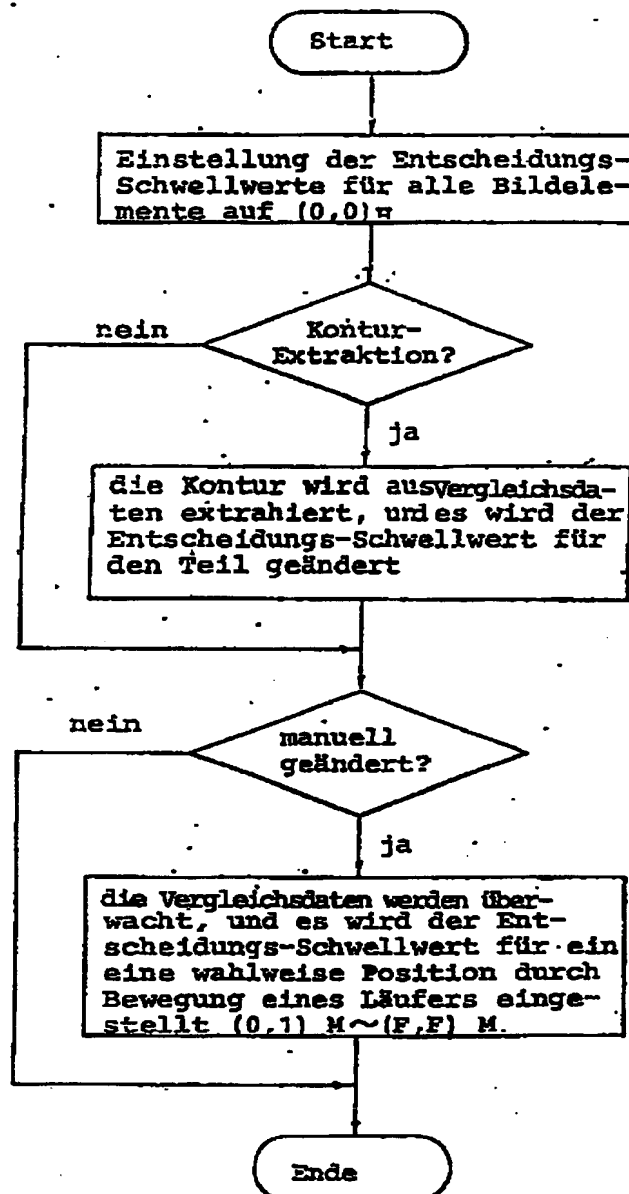 Start
Einstellung der Entscheidungs-
Schwellwerte für alle Bildele-
mente auf (0,0)
nein
Kontur-
Extraktion?
ja
die Kontur wird aus Vergleichsda-
ten extrahiert, und es wird der
Entscheidungs-Schwellwert für
den Teil geändert
nein
manuell
geändert?
ja
die Vergleichsdaten werden über-
wacht, und es wird der Ent-
scheidungs-Schwellwert für ein
eine wahlweise Position durch
Bewegung eines Läufers einge-
stellt (0,1) M~(F,F) M.
Ende